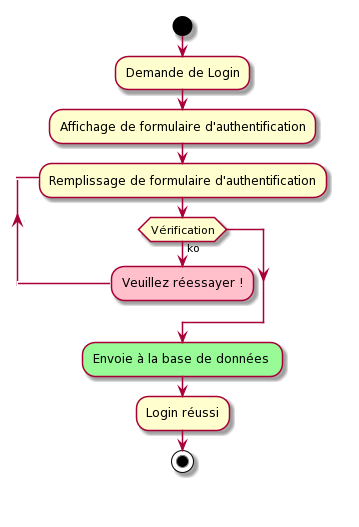 Demande de Login
Affichage de formulaire d'authentification
Remplissage de formulaire d'authentification
Vérification
ko
Veuillez réessayer !
Envoie à la base de données
Login réussi